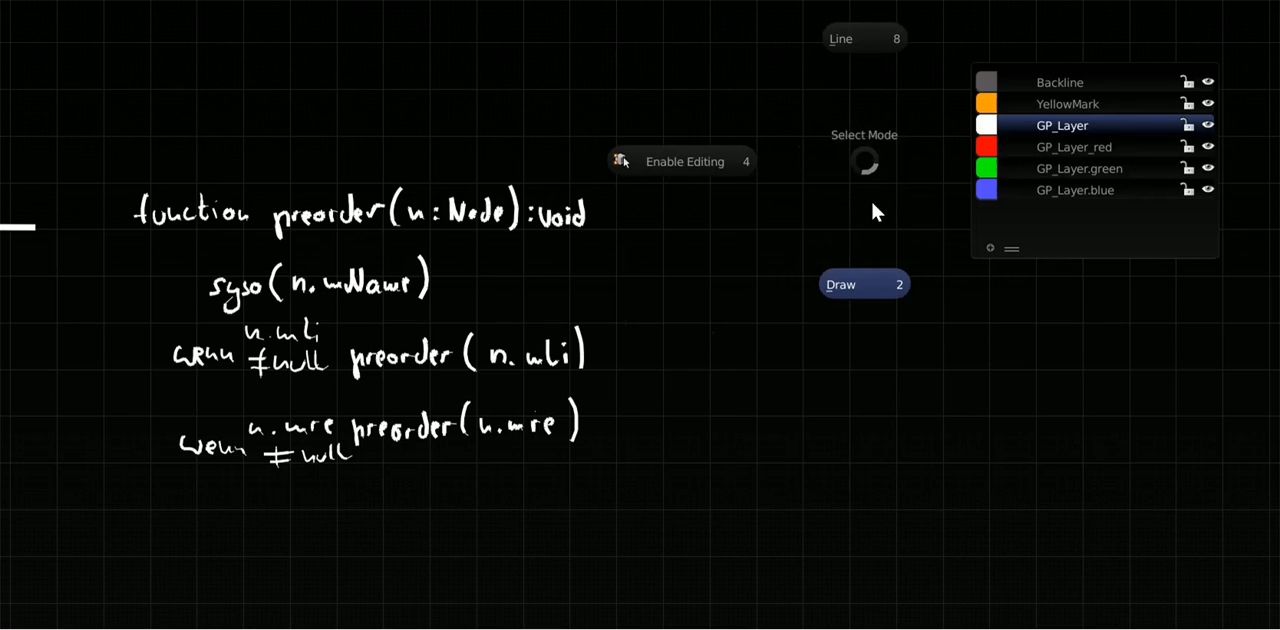 Line 8
Backline
YellowMark
GP_Layer
Select Mode
GP_Layer_red
Enable Editing 4
GP_Layer.green
GP_Layer.blue
function preorder(n:Node):void
syso(n.mName)
Draw 2
n.mli
wenn ≠null preorder(n.mli)
n.mre preorder(n.mre)
wenn ≠null